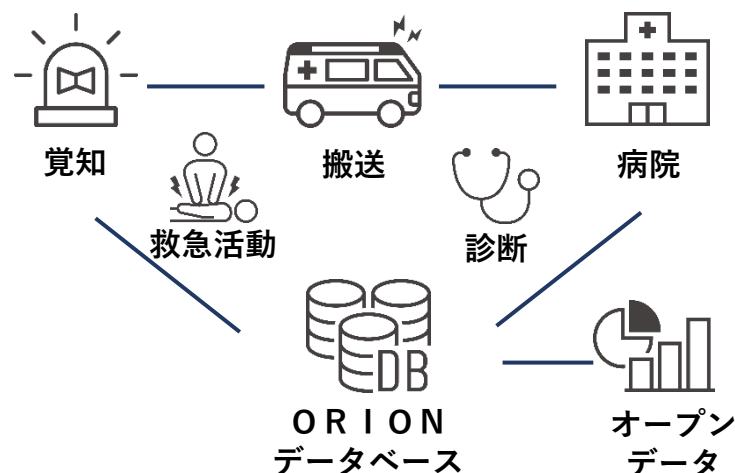 覚知
搬送
病院
救急活動
診断
DB
ＯＲＩＯＮ
データベース
オープン
データ